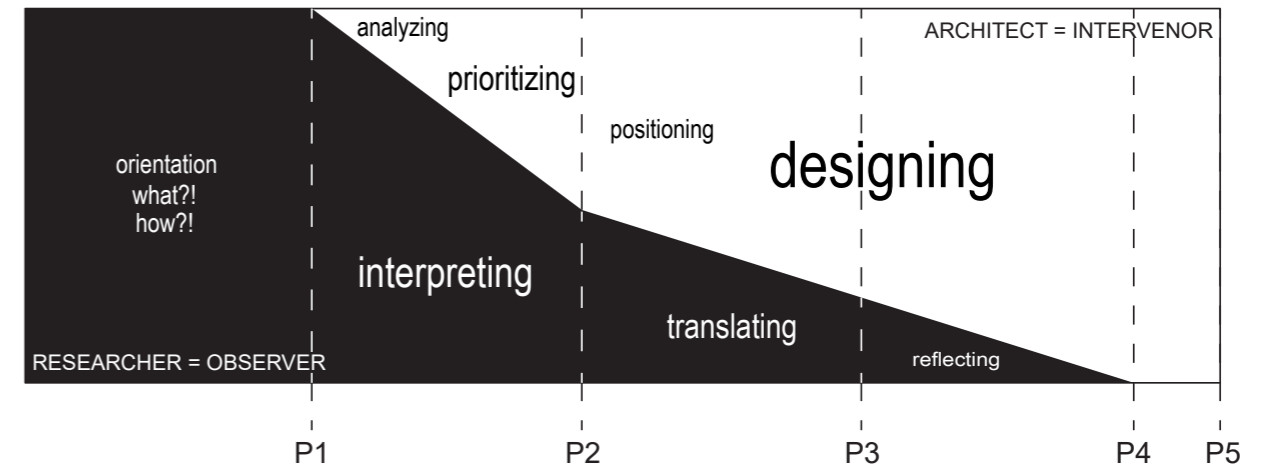 analyzing
ARCHITECT = INTERVENOR
prioritizing
positioning
designing
orientation
what?!
how?!
interpreting
translating
reflecting
RESEARCHER = OBSERVER
P1
P2
P3
P4
P5